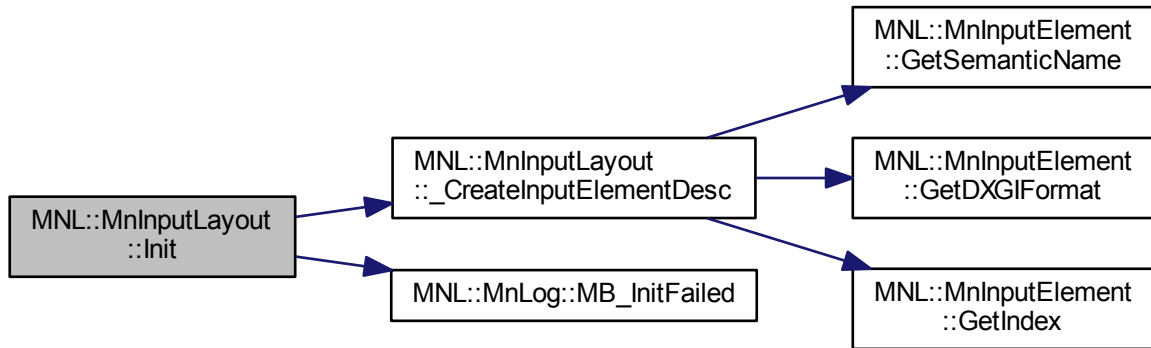 MNL::MnInputLayout
::Init
MNL::MnInputLayout
::_CreateInputElementDesc
MNL::MnLog::MB_InitFailed
MNL::MnInputElement
::GetSemanticName
MNL::MnInputElement
::GetDXGIFormat
MNL::MnInputElement
::GetIndex